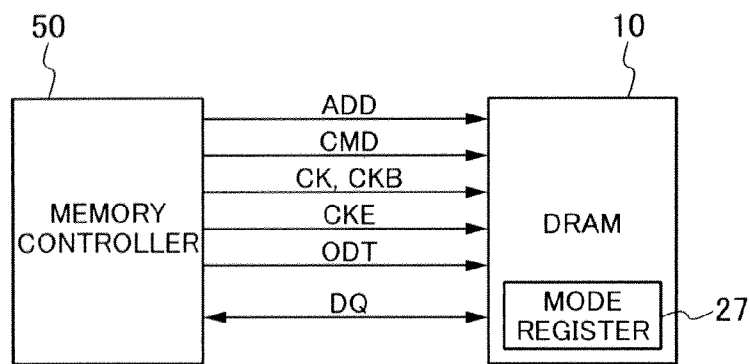 50
10
ADD
CMD
CK, CKB
CKE
ODT
DQ
MEMORY
CONTROLLER
DRAM
MODE
REGISTER
27